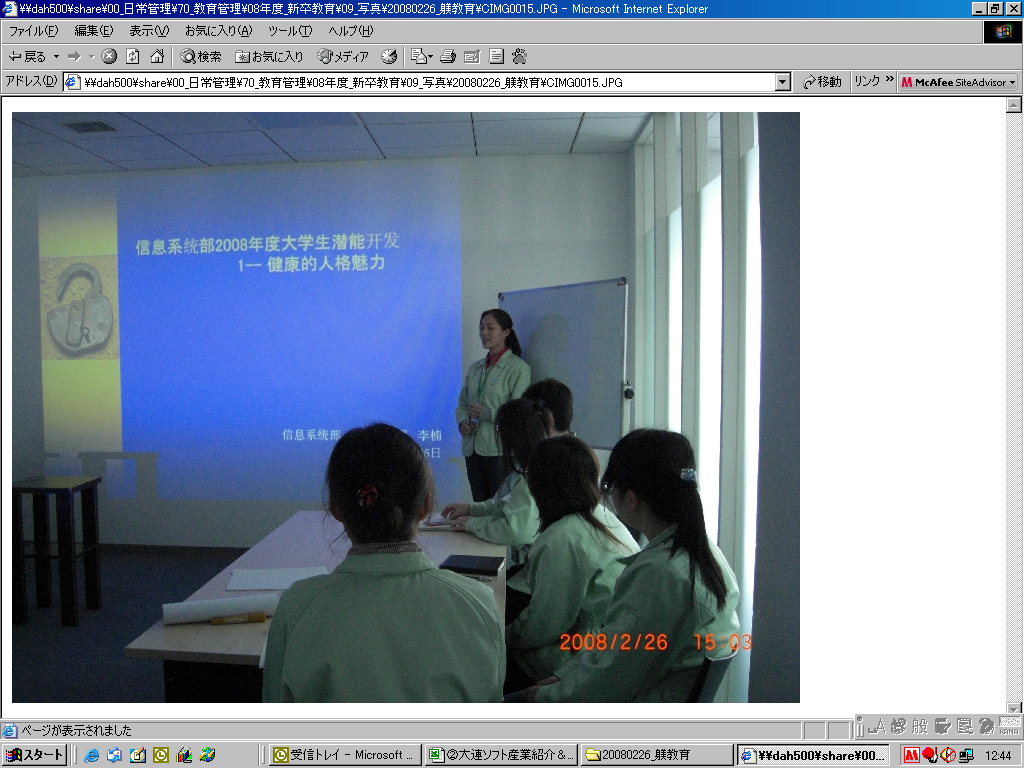 ¥¥dah500¥share¥00_日常管理¥70_教育管理¥08年度_新卒教育¥09_写真¥20080226_躾教育¥CIMG0015.JPG - Microsoft Internet Explorer
ファイル(F) 編集(E) 表示(V) お気に入り(A) ツール(T) ヘルプ(H)
戻る 検索 お気に入り メディア
アドレス(D) ¥¥dah500¥share¥00_日常管理¥70_教育管理¥08年度_新卒教育¥09_写真¥20080226_躾教育¥CIMG0015.JPG 移動 リンク » McAfee SiteAdvisor
信息系统部2008年度大学生潜能开发
1-- 健康的人格魅力
信息系统部 李楠
6日
2008/2/26 15:03
ページが表示されました
A 般 KANA
スタート 受信トレイ - Microsoft ... ②大連ソフト産業紹介＆... 20080226_躾教育 ¥¥dah500¥share¥00... 12:44